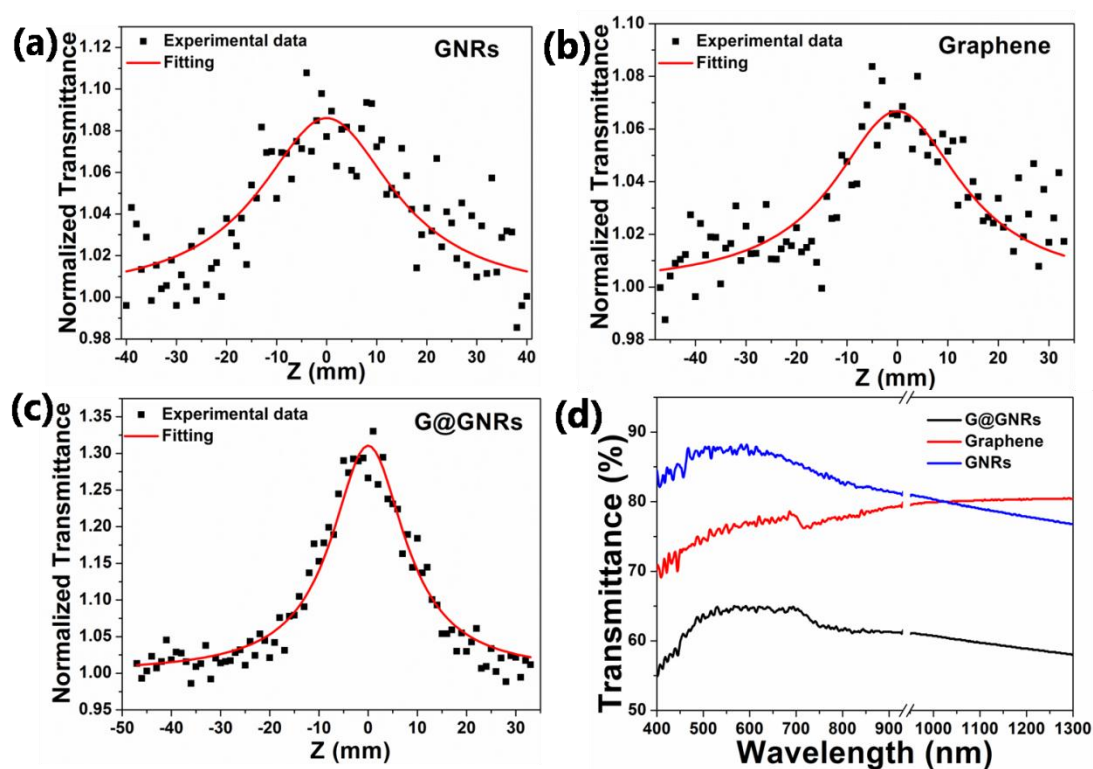 (a)
GNRs
Experimental data
Fitting
Normalized Transmittance
1.12
1.10
1.08
1.06
1.04
1.02
1.00
0.98
-40 -30 -20 -10 0 10 20 30 40
Z (mm)
(b)
Graphene
Experimental data
Fitting
Normalized Transmittance
1.10
1.08
1.06
1.04
1.02
1.00
0.98
0.96
-40 -30 -20 -10 0 10 20 30
Z (mm)
(c)
G@GNRs
Experimental data
Fitting
Normalized Transmittance
1.35
1.30
1.25
1.20
1.15
1.10
1.05
1.00
0.95
-50 -40 -30 -20 -10 0 10 20 30
Z (mm)
(d)
G@GNRs
Graphene
GNRs
Transmittance (%)
90
80
70
60
50
400 500 600 700 800 900 1000 1100 1200 1300
Wavelength (nm)